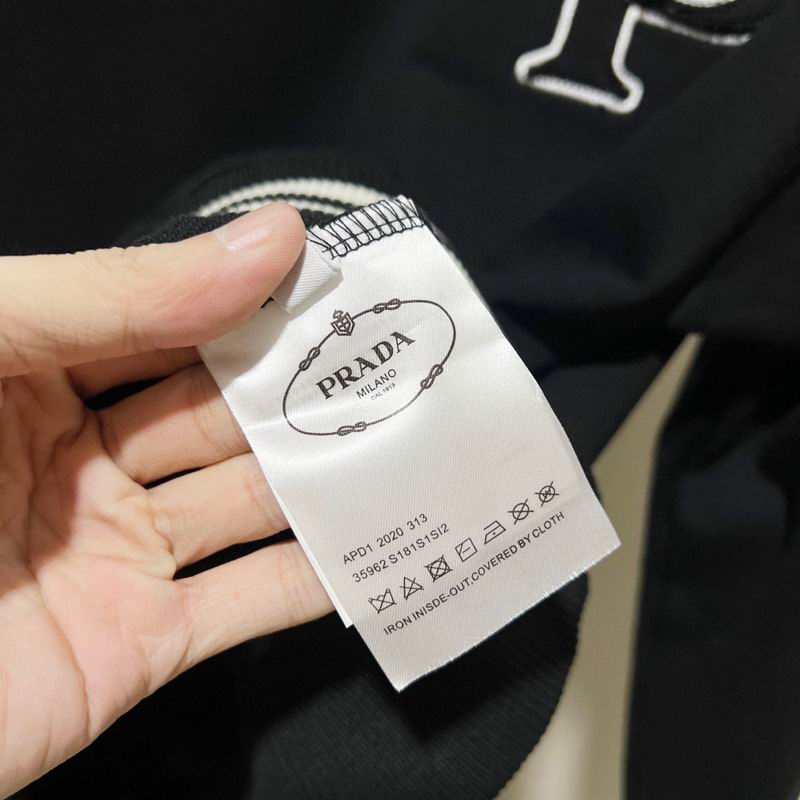 PRADA
MILANO
DAL 1913
APD1 2020 313
35962 S181S1SI2
IRON INISDE-OUT.COVERED BY CLOTH